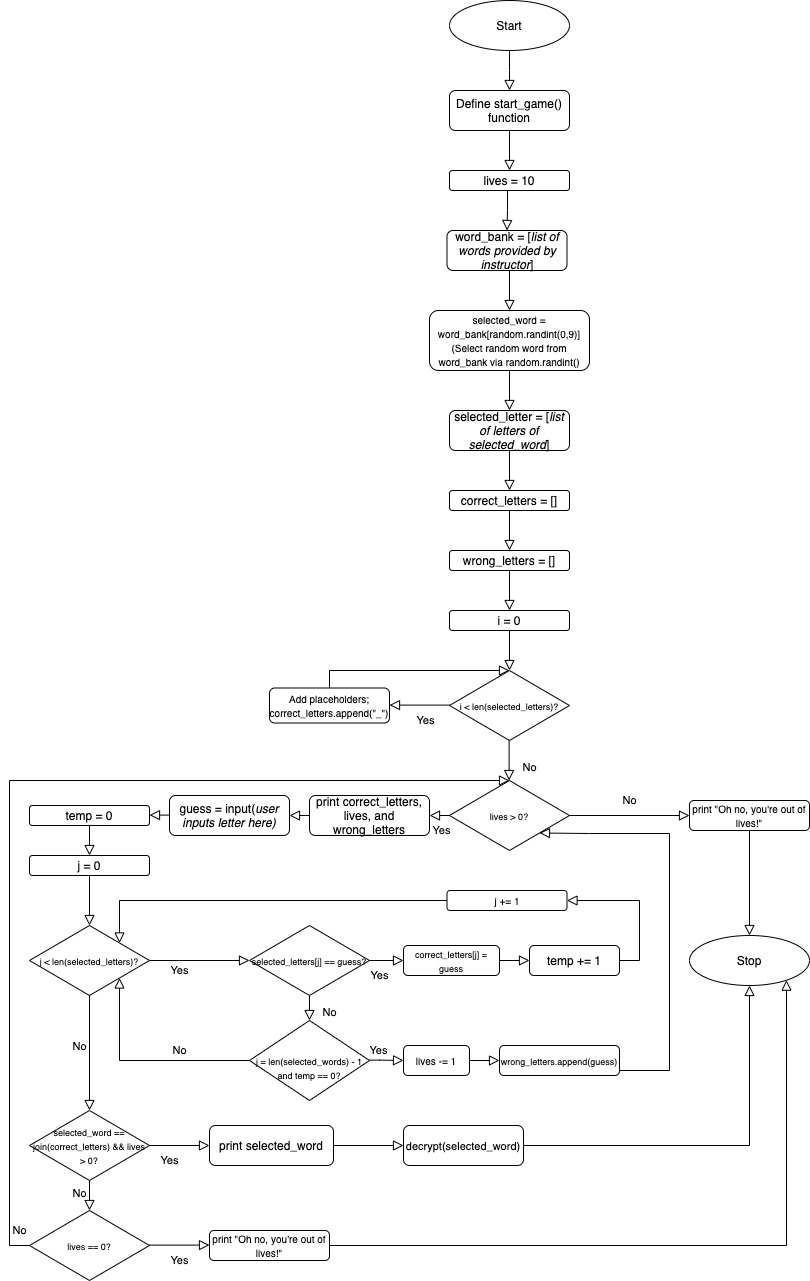 Start
Define start_game()
function
lives = 10
word_bank = [list of
words provided by
instructor]
selected_word =
word_bank[random.randint(0,9)]
(Select random word from
word_bank via random.randint()
selected_letter = [list
of letters of
selected_word]
correct_letters = []
wrong_letters = []
i = 0
i < len(selected_letters)?
Yes
Add placeholders;
correct_letters.append("_")
No
lives > 0?
No
print "Oh no, you're out of
lives!"
Yes
print correct_letters,
lives, and
wrong_letters
guess = input(user
inputs letter here)
temp = 0
j = 0
j += 1
j < len(selected_letters)?
Yes
selected_letters[j] == guess?
Yes
correct_letters[j] =
guess
temp += 1
Stop
No
No
j = len(selected_words) - 1
and temp == 0?
Yes
lives -= 1
wrong_letters.append(guess)
No
selected_word ==
join(correct_letters) && lives
> 0?
Yes
print selected_word
decrypt(selected_word)
No
No
lives == 0?
Yes
print "Oh no, you're out of
lives!"